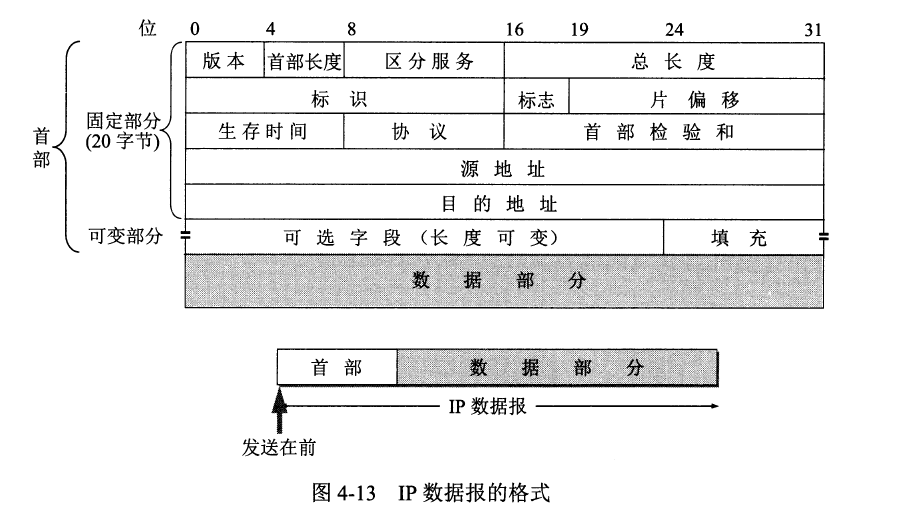 位 0 4 8 16 19 24 31
版本 首部长度 区分服务 总长度
标识 标志 片偏移
生存时间 协议 首部检验和
源地址
目的地址
可选字段（长度可变） 填充
数据部分
首部
固定部分
(20 字节)
可变部分
首部 数据部分
IP 数据报
发送在前
图 4-13 IP 数据报的格式